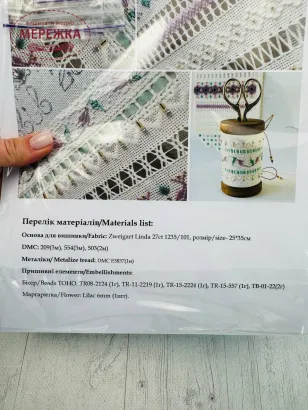 МЕРЕЖКА
Перелік матеріалів/Materials list:
Основа для вишивки/Fabric: Zweigart Linda 27ct 1235/101, розмір/size- 25*35см
DMC: 209(3м), 554(3м), 503(2м)
Металіки/ Metalize tread: DMC E3837(1м)
Пришивні елементи/Embellishments:
Бісер/ Beads TOHO: TR08-2124 (1г), TR-11-2219 (1г), TR-15-2224 (1г), TR-15-557 (1г), TB-01-22(2г)
Маргаритка/Flower: Lilac 6mm (1шт).